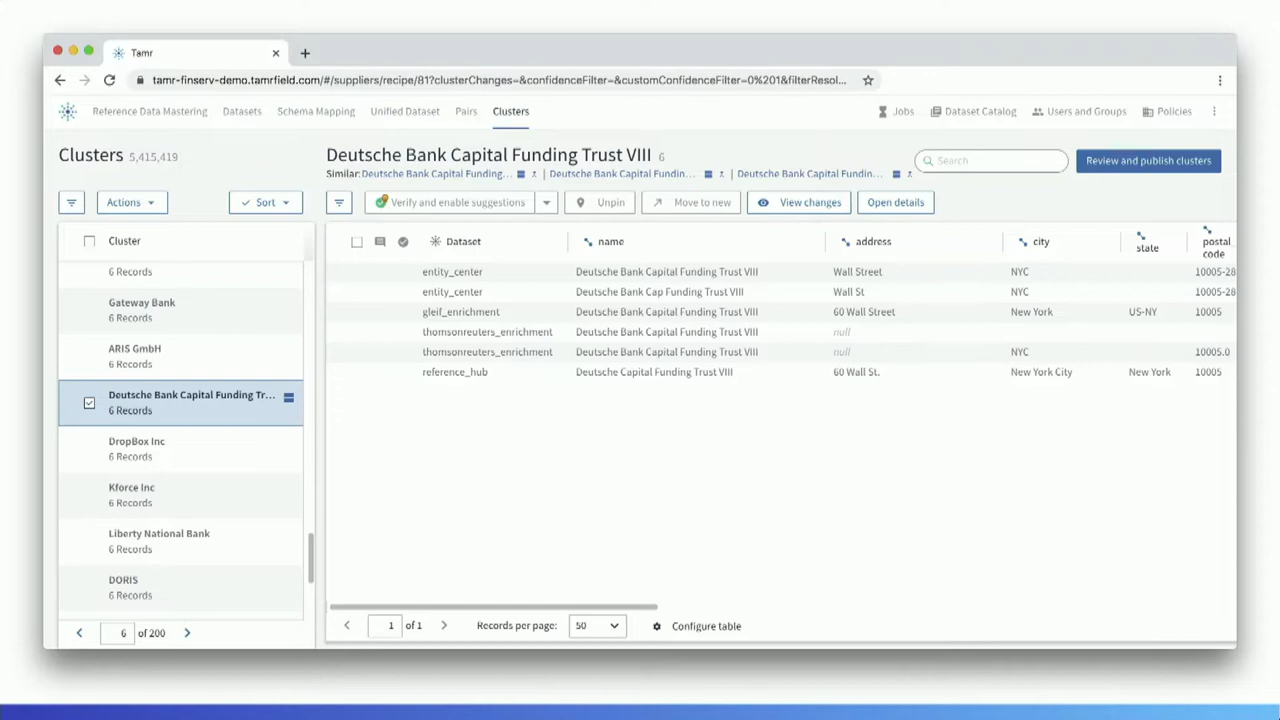 Tamr
tamr-finserv-demo.tamrfield.com/#/suppliers/recipe/81?clusterChanges=&confidenceFilter=&customConfidenceFilter=0%201&filterResol...
Reference Data Mastering Datasets Schema Mapping Unified Dataset Pairs Clusters Jobs Dataset Catalog Users and Groups Policies
Clusters 5,415,419
Deutsche Bank Capital Funding Trust VIII 6
Similar: Deutsche Bank Capital Funding... | Deutsche Bank Capital Fundin... | Deutsche Bank Capital Fundin...
Search
Review and publish clusters
Actions Sort
Verify and enable suggestions Unpin Move to new View changes Open details
Cluster
6 Records
Gateway Bank
6 Records
ARIS GmbH
6 Records
Deutsche Bank Capital Funding Tr...
6 Records
DropBox Inc
6 Records
Kforce Inc
6 Records
Liberty National Bank
6 Records
DORIS
6 Records
6 of 200
Dataset name address city state postal code
entity_center Deutsche Bank Capital Funding Trust VIII Wall Street NYC 10005-28
entity_center Deutsche Bank Cap Funding Trust VIII Wall St NYC 10005-28
gleif_enrichment Deutsche Bank Capital Funding Trust VIII 60 Wall Street New York US-NY 10005
thomsonreuters_enrichment Deutsche Bank Capital Funding Trust VIII null
thomsonreuters_enrichment Deutsche Bank Capital Funding Trust VIII null NYC 10005.0
reference_hub Deutsche Capital Funding Trust VIII 60 Wall St. New York City New York 10005
1 of 1 Records per page: 50 Configure table